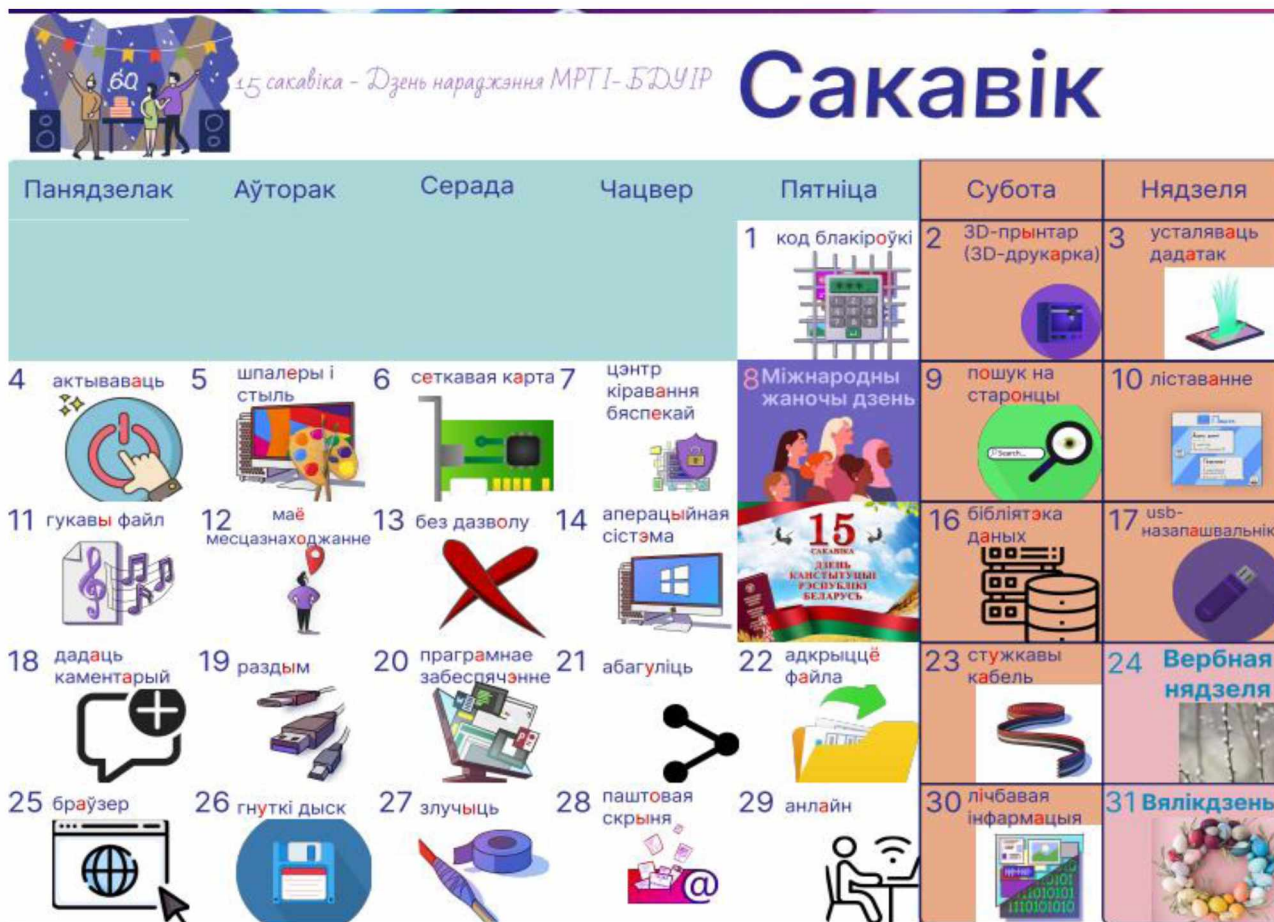 60
15 сакавіка - Дзень нараджэння МРТІ- БДУІР
Сакавік
Панядзелак
Аўторак
Серада
Чацвер
Пятніца
Субота
Нядзеля
1 код блакіроўкі
2 3D-прынтар
(3D-друкарка)
3 усталяваць
дадатак
4 актываваць
5 шпалеры і
стыль
6 сеткавая карта
7 цэнтр
кіравання
бяспекай
8 Міжнародны
жаночы дзень
9 пошук на
старонцы
Search...
10 ліставанне
11 гукавы файл
12 маё
месцазнаходжанне
13 без дазволу
14 аперацыйная
сістэма
15
САКАВІКА
ДЗЕНЬ
КАНСТЫТУЦЫІ
РЭСПУБЛІКІ
БЕЛАРУСЬ
16 бібліятэка
даных
17 usb-
назапашвальнік
18 дадаць
каментарый
19 раздым
20 праграмнае
забеспячэнне
21 абагуліць
22 адкрыццё
файла
23 стужкавы
кабель
24 Вербная
нядзеля
25 браўзер
26 гнуткі дыск
27 злучыць
28 паштовая
скрыня
@
29 анлайн
30 лічбавая
інфармацыя
31 Вялікдзень